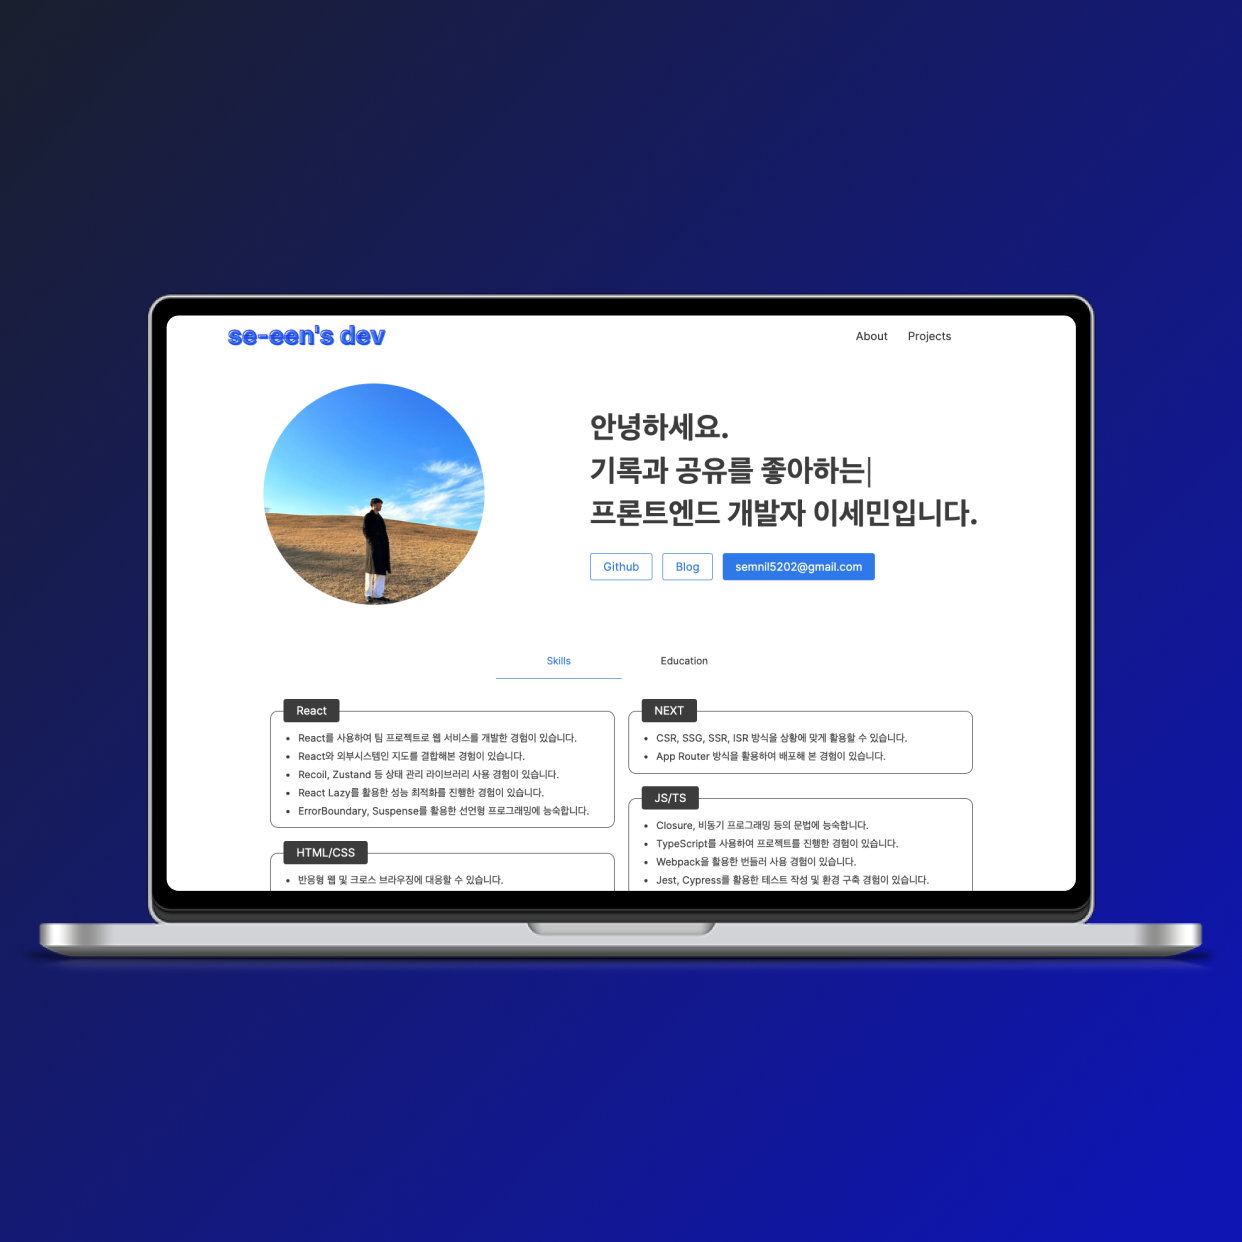 se-een's dev
About Projects
안녕하세요.
기록과 공유를 좋아하는|
프론트엔드 개발자 이세민입니다.
Github Blog semnil5202@gmail.com
Skills Education
React
• React를 사용하여 팀 프로젝트로 웹 서비스를 개발한 경험이 있습니다.
• React와 외부시스템인 지도를 결합해본 경험이 있습니다.
• Recoil, Zustand 등 상태 관리 라이브러리 사용 경험이 있습니다.
• React Lazy를 활용한 성능 최적화를 진행한 경험이 있습니다.
• ErrorBoundary, Suspense를 활용한 선언형 프로그래밍에 능숙합니다.
HTML/CSS
• 반응형 웹 및 크로스 브라우징에 대응할 수 있습니다.
NEXT
• CSR, SSG, SSR, ISR 방식을 상황에 맞게 활용할 수 있습니다.
• App Router 방식을 활용하여 배포해 본 경험이 있습니다.
JS/TS
• Closure, 비동기 프로그래밍 등의 문법에 능숙합니다.
• TypeScript를 사용하여 프로젝트를 진행한 경험이 있습니다.
• Webpack을 활용한 번들러 사용 경험이 있습니다.
• Jest, Cypress를 활용한 테스트 작성 및 환경 구축 경험이 있습니다.